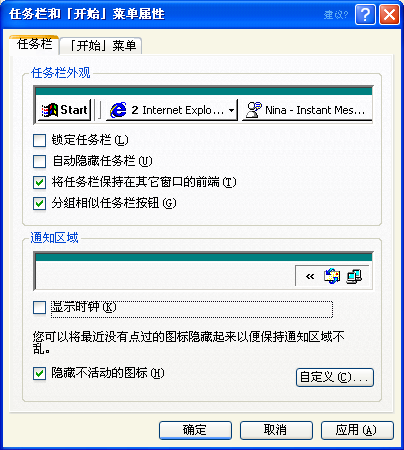 任务栏和「开始」菜单属性
建议?
任务栏
「开始」菜单
任务栏外观
Start
2 Internet Explo...
Nina - Instant Mes...
锁定任务栏(L)
自动隐藏任务栏(U)
将任务栏保持在其它窗口的前端(T)
分组相似任务栏按钮(G)
通知区域
«
显示时钟(K)
您可以将最近没有点过的图标隐藏起来以便保持通知区域不
乱。
隐藏不活动的图标(H)
自定义(C)...
确定
取消
应用(A)